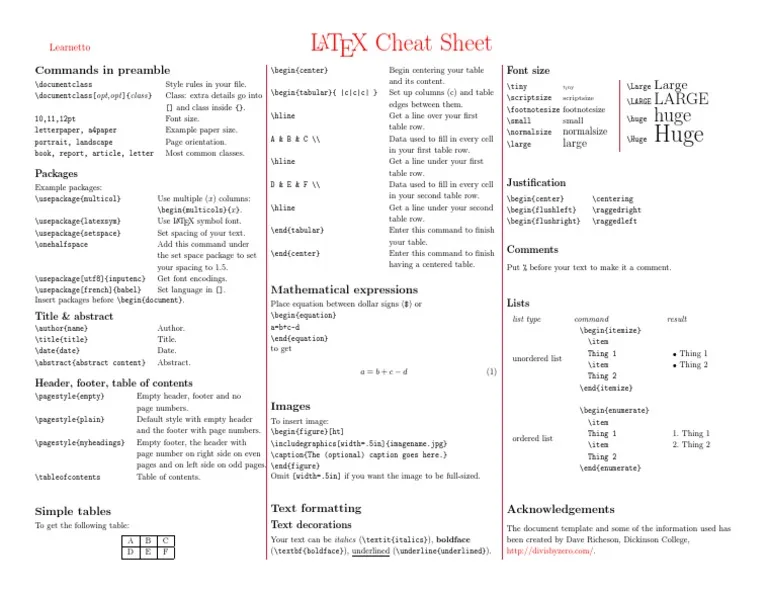 Learnetto
LATEX Cheat Sheet
Commands in preamble
\documentclass Style rules in your file.
\documentclass[opt,opt]{class} Class: extra details go into
[] and class inside {}.
10,11,12pt Font size.
letterpaper, a4paper Example paper size.
portrait, landscape Page orientation.
book, report, article, letter Most common classes.
Packages
Example packages:
\usepackage{multicol} Use multiple (x) columns:
\begin{multicols}{x}.
\usepackage{latexsym} Use LATEX symbol font.
\usepackage{setspace} Set spacing of your text.
\onehalfspace Add this command under
the set space package to set
your spacing to 1.5.
\usepackage[utf8]{inputenc} Get font encodings.
\usepackage[french]{babel} Set language in [].
Insert packages before \begin{document}.
Title & abstract
\author{name} Author.
\title{title} Title.
\date{date} Date.
\abstract{abstract content} Abstract.
Header, footer, table of contents
\pagestyle{empty} Empty header, footer and no
page numbers.
\pagestyle{plain} Default style with empty header
and the footer with page numbers.
\pagestyle{myheadings} Empty footer, the header with
page number on right side on even
pages and on left side on odd pages.
\tableofcontents Table of contents.
Simple tables
To get the following table:
A B C
D E F
\begin{center} Begin centering your table
and its content.
\begin{tabular}{ |c|c|c| } Set up columns (c) and table
edges between them.
\hline Get a line over your first
table row.
A & B & C \\ Data used to fill in every cell
in your first table row.
\hline Get a line under your first
table row.
D & E & F \\ Data used to fill in every cell
in your second table row.
\hline Get a line under your second
table row.
\end{tabular} Enter this command to finish
your table.
\end{center} Enter this command to finish
having a centered table.
Mathematical expressions
Place equation between dollar signs ($) or
\begin{equation}
a=b+c-d
\end{equation}
to get
a = b + c − d (1)
Images
To insert image:
\begin{figure}[ht]
\includegraphics[width=.5in]{imagename.jpg}
\caption{The (optional) caption goes here.}
\end{figure}
Omit [width=.5in] if you want the image to be full-sized.
Text formatting
Text decorations
Your text can be italics (\textit{italics}), boldface
(\textbf{boldface}), underlined (\underline{underlined}).
Font size
\tiny tiny
\scriptsize scriptsize
\footnotesize footnotesize
\small small
\normalsize normalsize
\large large
\Large Large
\LARGE LARGE
\huge huge
\Huge Huge
Justification
\begin{center} \centering
\begin{flushleft} \raggedright
\begin{flushright} \raggedleft
Comments
Put % before your text to make it a comment.
Lists
list type command result
\begin{itemize}
\item
Thing 1 • Thing 1
unordered list
\item • Thing 2
Thing 2
\end{itemize}
\begin{enumerate}
\item
Thing 1 1. Thing 1
ordered list
\item 2. Thing 2
Thing 2
\end{enumerate}
Acknowledgements
The document template and some of the information used has
been created by Dave Richeson, Dickinson College,
http://divisbyzero.com/.